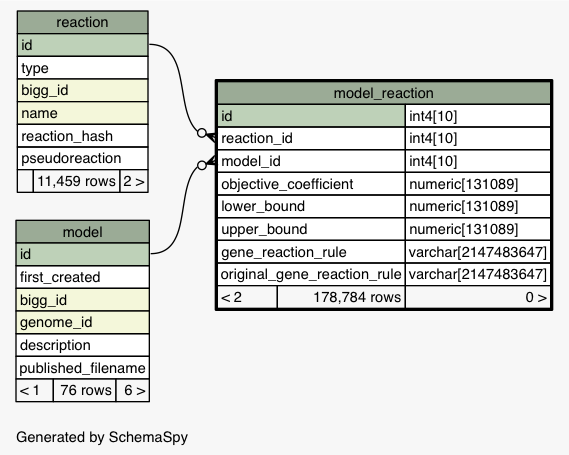 reaction
id
type
bigg_id
name
reaction_hash
pseudoreaction
11,459 rows 2 >
model
id
first_created
bigg_id
genome_id
description
published_filename
< 1 76 rows 6 >
model_reaction
id int4[10]
reaction_id int4[10]
model_id int4[10]
objective_coefficient numeric[131089]
lower_bound numeric[131089]
upper_bound numeric[131089]
gene_reaction_rule varchar[2147483647]
original_gene_reaction_rule varchar[2147483647]
< 2 178,784 rows 0 >
Generated by SchemaSpy